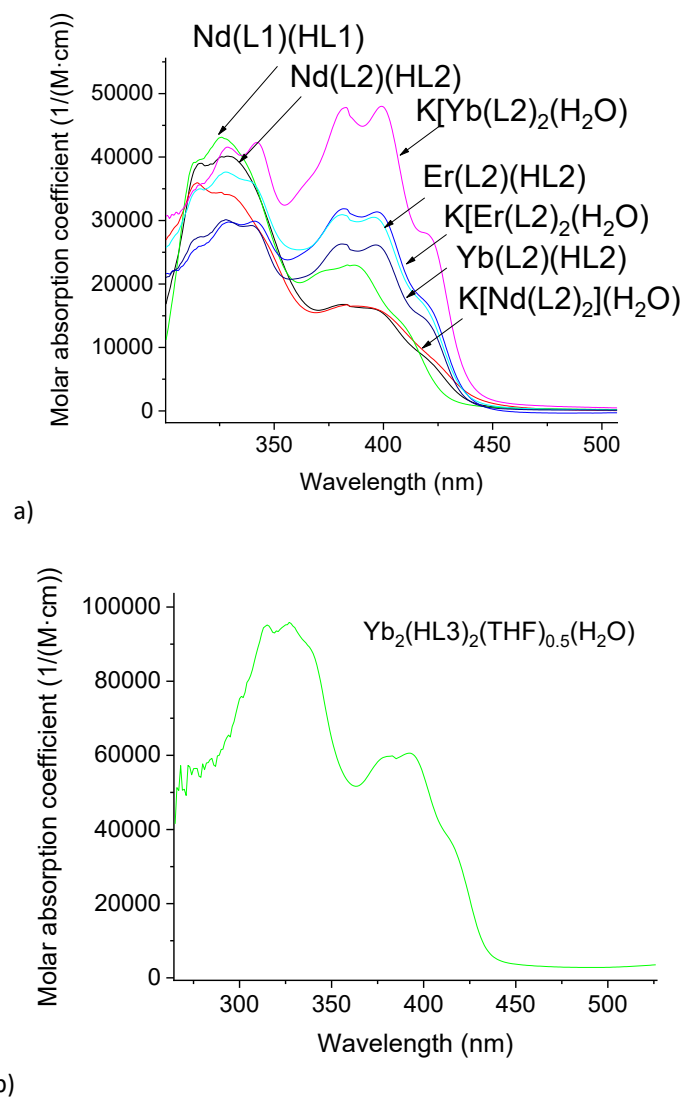 Nd(L1)(HL1)
Nd(L2)(HL2)
K[Yb(L2)₂(H₂O)
Er(L2)(HL2)
K[Er(L2)₂(H₂O)
Yb(L2)(HL2)
K[Nd(L2)₂](H₂O)
Molar absorption coefficient (1/(M·cm))
50000
40000
30000
20000
10000
0
350 400 450 500
Wavelength (nm)
a)
Yb₂(HL3)₂(THF)₀.₅(H₂O)
Molar absorption coefficient (1/(M·cm))
100000
80000
60000
40000
20000
0
300 350 400 450 500
Wavelength (nm)
)